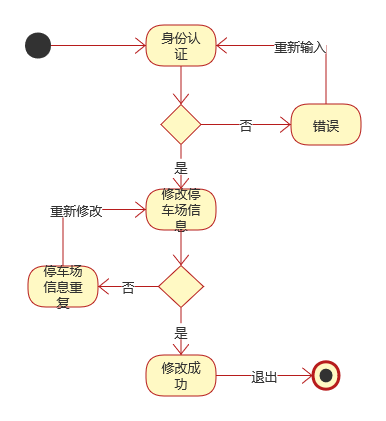 身份认
证
重新输入
否
错误
是
修改停
车场信
息
重新修改
停车场
信息重
复
否
是
修改成
功
退出